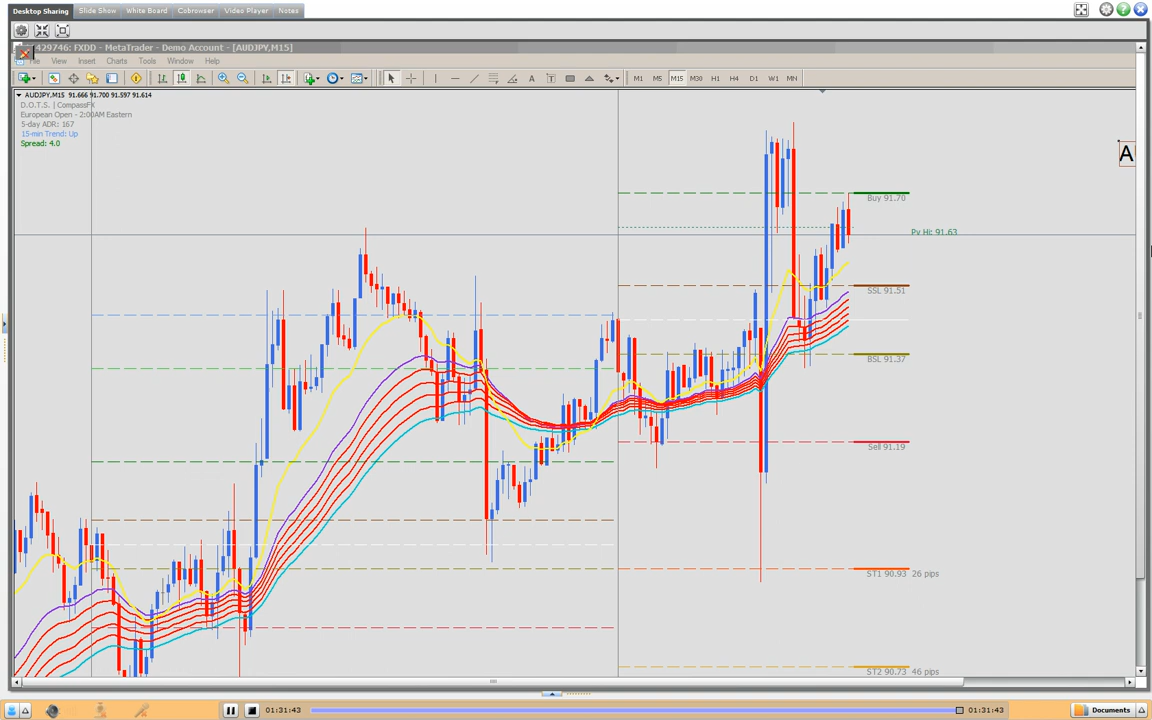 Desktop Sharing Slide Show White Board Cobrowser Video Player Notes
429746: FXDD - MetaTrader - Demo Account - [AUDJPY,M15]
File View Insert Charts Tools Window Help
A T M1 M5 M15 M30 H1 H4 D1 W1 MN
AUDJPY,M15 91.666 91.700 91.597 91.614
D.O.T.S. | CompassFX
European Open - 2:00AM Eastern
5-day ADR: 167
15-min Trend: Up
Spread: 4.0
A
Buy 91.70
Pv Hi: 91.63
SSL 91.51
BSL 91.37
Sell 91.19
ST1 90.93 26 pips
ST2 90.73 46 pips
01:31:43 01:31:43 Documents